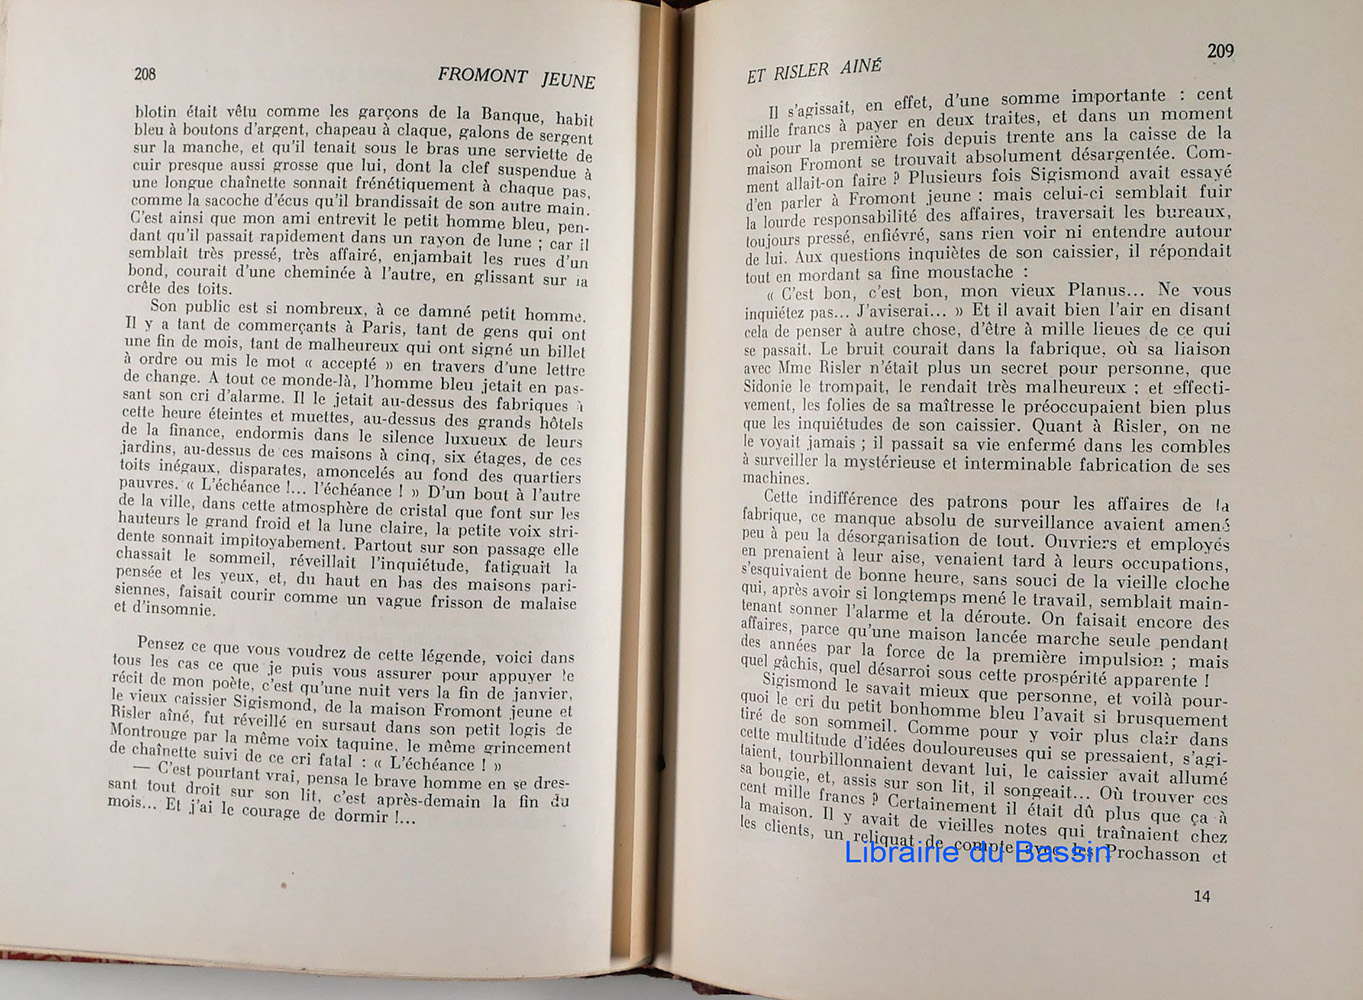 208
FROMONT JEUNE
blotin était vêtu comme les garçons de la Banque, habit
bleu à boutons d'argent, chapeau à claque, galons de sergent
sur la manche, et qu'il tenait sous le bras une serviette de
cuir presque aussi grosse que lui, dont la clef suspendue à
une longue chaînette sonnait frénétiquement à chaque pas,
comme la sacoche d'écus qu'il brandissait de son autre main.
C'est ainsi que mon ami entrevit le petit homme bleu, pen-
dant qu'il passait rapidement dans un rayon de lune ; car il
semblait très pressé, très affairé, enjambait les rues d'un
bond, courait d'une cheminée à l'autre, en glissant sur la
crête des toits.
Son public est si nombreux, à ce damné petit homme.
Il y a tant de commerçants à Paris, tant de gens qui ont
une fin de mois, tant de malheureux qui ont signé un billet
à ordre ou mis le mot « accepté » en travers d'une lettre
de change. A tout ce monde-là, l'homme bleu jetait en pas-
sant son cri d'alarme. Il le jetait au-dessus des fabriques à
cette heure éteintes et muettes, au-dessus des grands hôtels
de la finance, endormis dans le silence luxueux de leurs
jardins, au-dessus de ces maisons à cinq, six étages, de ces
toits inégaux, disparates, amoncelés au fond des quartiers
pauvres. « L'échéance !... l'échéance ! » D'un bout à l'autre
de la ville, dans cette atmosphère de cristal que font sur les
hauteurs le grand froid et la lune claire, la petite voix stri-
dente sonnait impitoyabement. Partout sur son passage elle
chassait le sommeil, réveillait l'inquiétude, fatiguait la
pensée et les yeux, et, du haut en bas des maisons pari-
siennes, faisait courir comme un vague frisson de malaise
et d'insomnie.
Pensez ce que vous voudrez de cette légende, voici dans
tous les cas ce que je puis vous assurer pour appuyer le
récit de mon poète, c'est qu'une nuit vers la fin de janvier,
le vieux caissier Sigismond, de la maison Fromont jeune et
Risler aîné, fut réveillé en sursaut dans son petit logis de
Montrouge par la même voix taquine, le même grincement
de chaînette suivi de ce cri fatal : « L'échéance ! »
— C'est pourtant vrai, pensa le brave homme en se dres-
sant tout droit sur son lit, c'est après-demain la fin du
mois... Et j'ai le courage de dormir !...
ET RISLER AINÉ
209
Il s'agissait, en effet, d'une somme importante : cent
mille francs à payer en deux traites, et dans un moment
où pour la première fois depuis trente ans la caisse de la
maison Fromont se trouvait absolument désargentée. Com-
ment allait-on faire ? Plusieurs fois Sigismond avait essayé
d'en parler à Fromont jeune : mais celui-ci semblait fuir
la lourde responsabilité des affaires, traversait les bureaux,
toujours pressé, enfiévré, sans rien voir ni entendre autour
de lui. Aux questions inquiètes de son caissier, il répondait
tout en mordant sa fine moustache :
« C'est bon, c'est bon, mon vieux Planus... Ne vous
inquiétez pas... J'aviserai... » Et il avait bien l'air en disant
cela de penser à autre chose, d'être à mille lieues de ce qui
se passait. Le bruit courait dans la fabrique, où sa liaison
avec Mme Risler n'était plus un secret pour personne, que
Sidonie le trompait, le rendait très malheureux ; et effecti-
vement, les folies de sa maîtresse le préoccupaient bien plus
que les inquiétudes de son caissier. Quant à Risler, on ne
le voyait jamais ; il passait sa vie enfermé dans les combles
à surveiller la mystérieuse et interminable fabrication de ses
machines.
Cette indifférence des patrons pour les affaires de la
fabrique, ce manque absolu de surveillance avaient amené
peu à peu la désorganisation de tout. Ouvriers et employés
en prenaient à leur aise, venaient tard à leurs occupations,
s'esquivaient de bonne heure, sans souci de la vieille cloche
qui, après avoir si longtemps mené le travail, semblait main-
tenant sonner l'alarme et la déroute. On faisait encore des
affaires, parce qu'une maison lancée marche seule pendant
des années par la force de la première impulsion ; mais
quel gâchis, quel désarroi sous cette prospérité apparente !
Sigismond le savait mieux que personne, et voilà pour-
quoi le cri du petit bonhomme bleu l'avait si brusquement
tiré de son sommeil. Comme pour y voir plus clair dans
cette multitude d'idées douloureuses qui se pressaient, s'agi-
taient, tourbillonnaient devant lui, le caissier avait allumé
sa bougie, et, assis sur son lit, il songeait... Où trouver ces
cent mille francs ? Certainement il était dû plus que ça à
la maison. Il y avait de vieilles notes qui traînaient chez
les clients, un reliquat de compte avec les Prochasson et
Librairie du Bassin
14